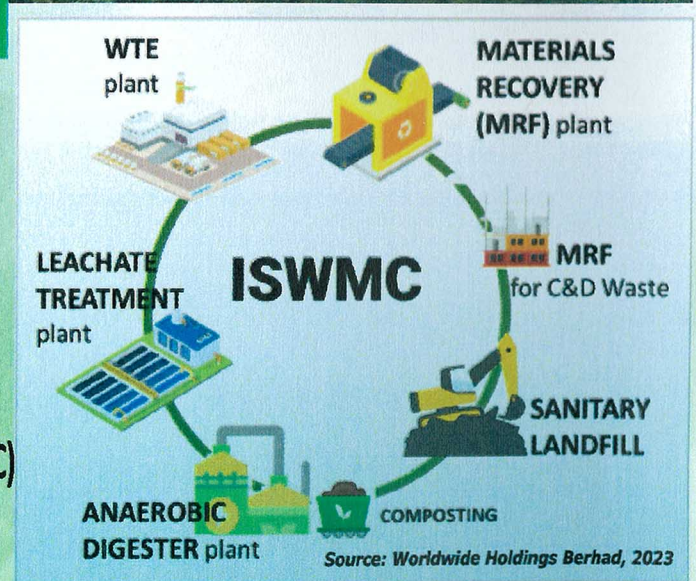 WTE
plant
MATERIALS
RECOVERY
(MRF) plant
MRF
for C&D Waste
SANITARY
LANDFILL
COMPOSTING
ANAEROBIC
DIGESTER plant
LEACHATE
TREATMENT
plant
ISWMC
Source: Worldwide Holdings Berhad, 2023